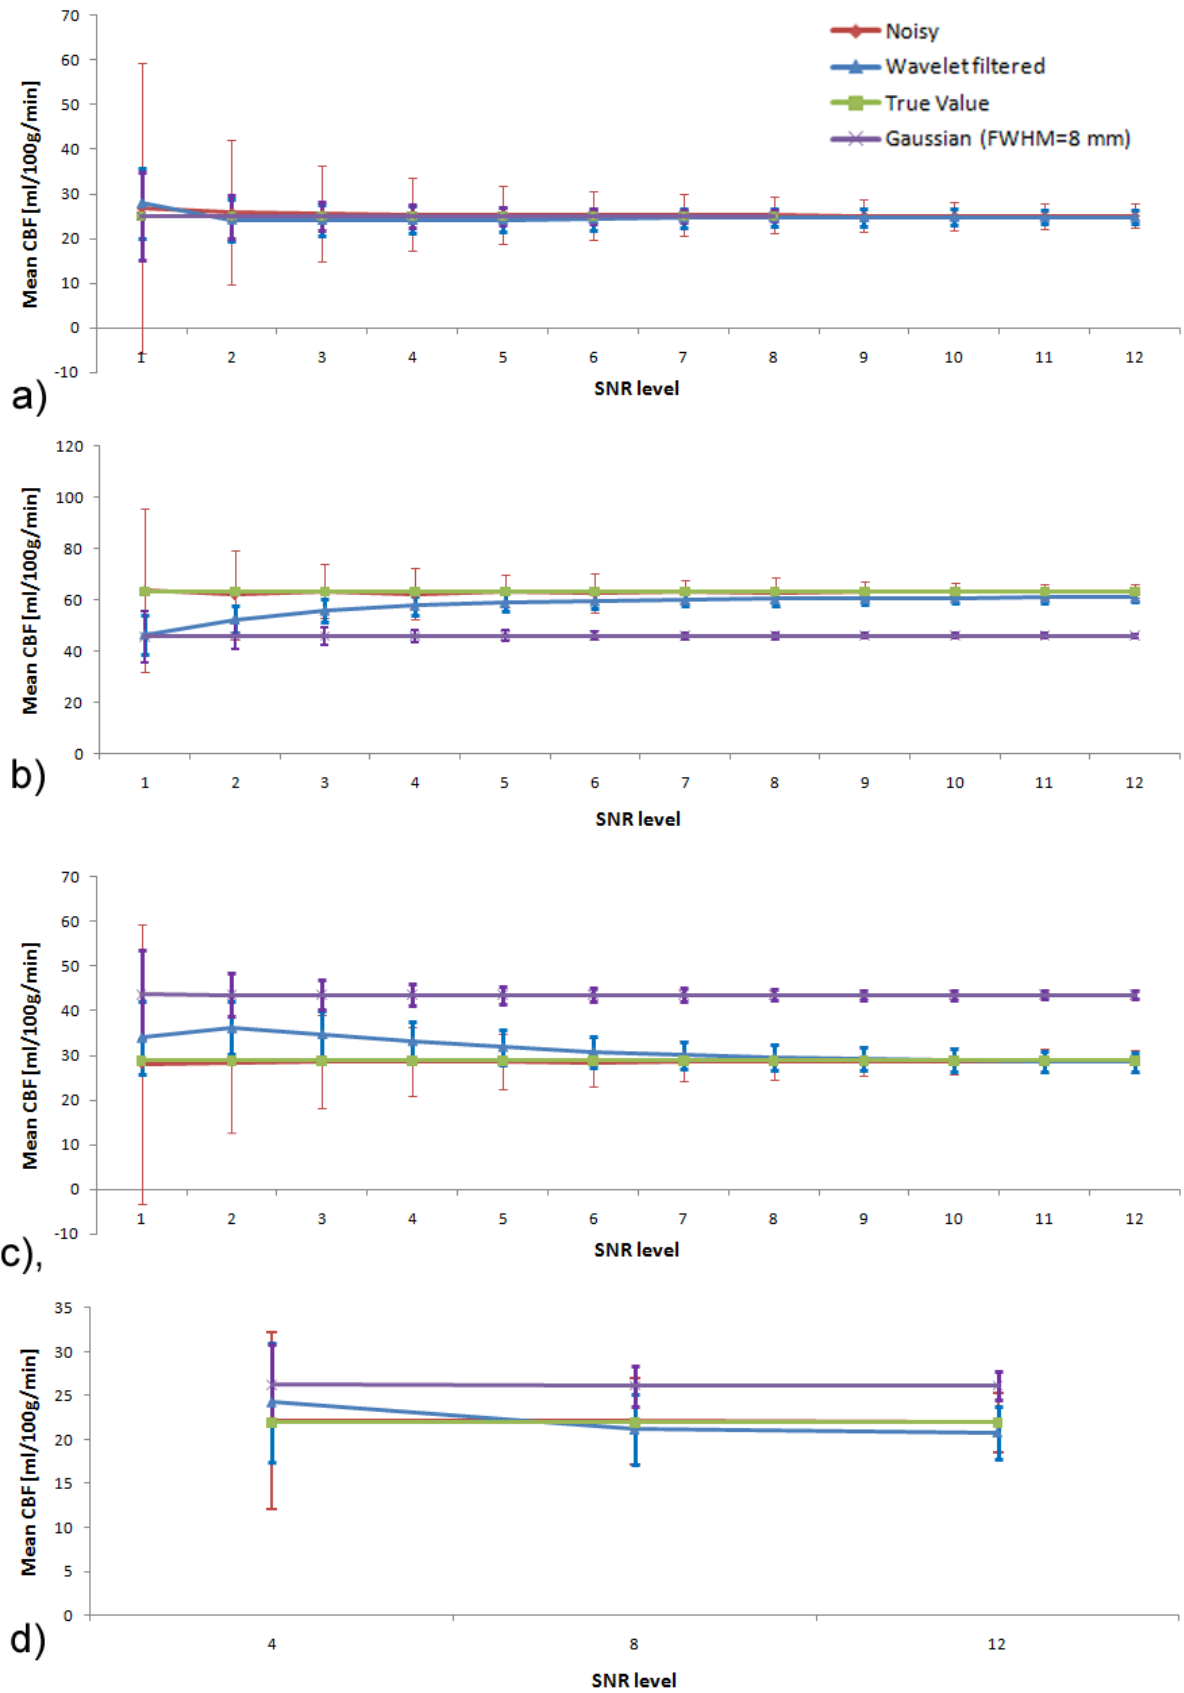 70
60
50
40
30
20
10
0
-10
Mean CBF [ml/100g/min]
Noisy
Wavelet filtered
True Value
Gaussian (FWHM=8 mm)
1 2 3 4 5 6 7 8 9 10 11 12
SNR level
a)
120
100
80
60
40
20
0
Mean CBF [ml/100g/min]
1 2 3 4 5 6 7 8 9 10 11 12
SNR level
b)
70
60
50
40
30
20
10
0
-10
Mean CBF [ml/100g/min]
1 2 3 4 5 6 7 8 9 10 11 12
SNR level
c),
35
30
25
20
15
10
5
0
Mean CBF [ml/100g/min]
4 8 12
SNR level
d)